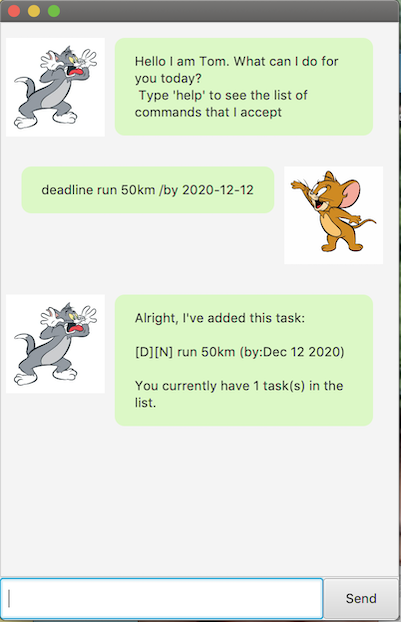 Hello I am Tom. What can I do for
you today?
Type 'help' to see the list of
commands that I accept
deadline run 50km /by 2020-12-12
Alright, I've added this task:
[D][N] run 50km (by:Dec 12 2020)
You currently have 1 task(s) in the
list.
Send